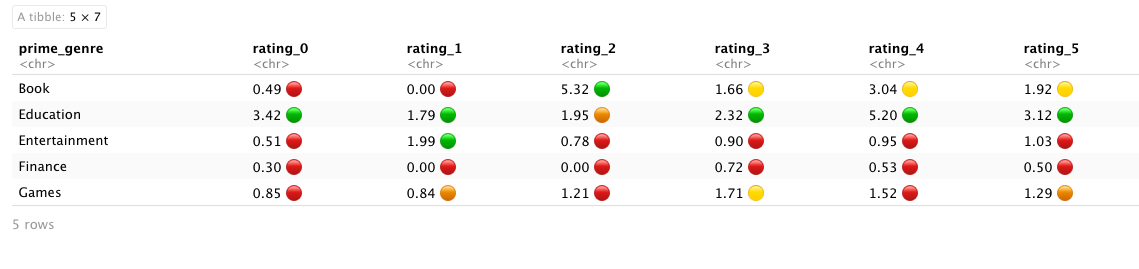 A tibble: 5 × 7
prime_genre rating_0 rating_1 rating_2 rating_3 rating_4 rating_5
<chr> <chr> <chr> <chr> <chr> <chr> <chr>
Book 0.49 🔴 0.00 🔴 5.32 🟢 1.66 🟡 3.04 🟡 1.92 🟡
Education 3.42 🟢 1.79 🟢 1.95 🟠 2.32 🟢 5.20 🟢 3.12 🟢
Entertainment 0.51 🔴 1.99 🟢 0.78 🔴 0.90 🔴 0.95 🔴 1.03 🔴
Finance 0.30 🔴 0.00 🔴 0.00 🔴 0.72 🔴 0.53 🔴 0.50 🔴
Games 0.85 🔴 0.84 🟠 1.21 🔴 1.71 🟡 1.52 🔴 1.29 🟠
5 rows